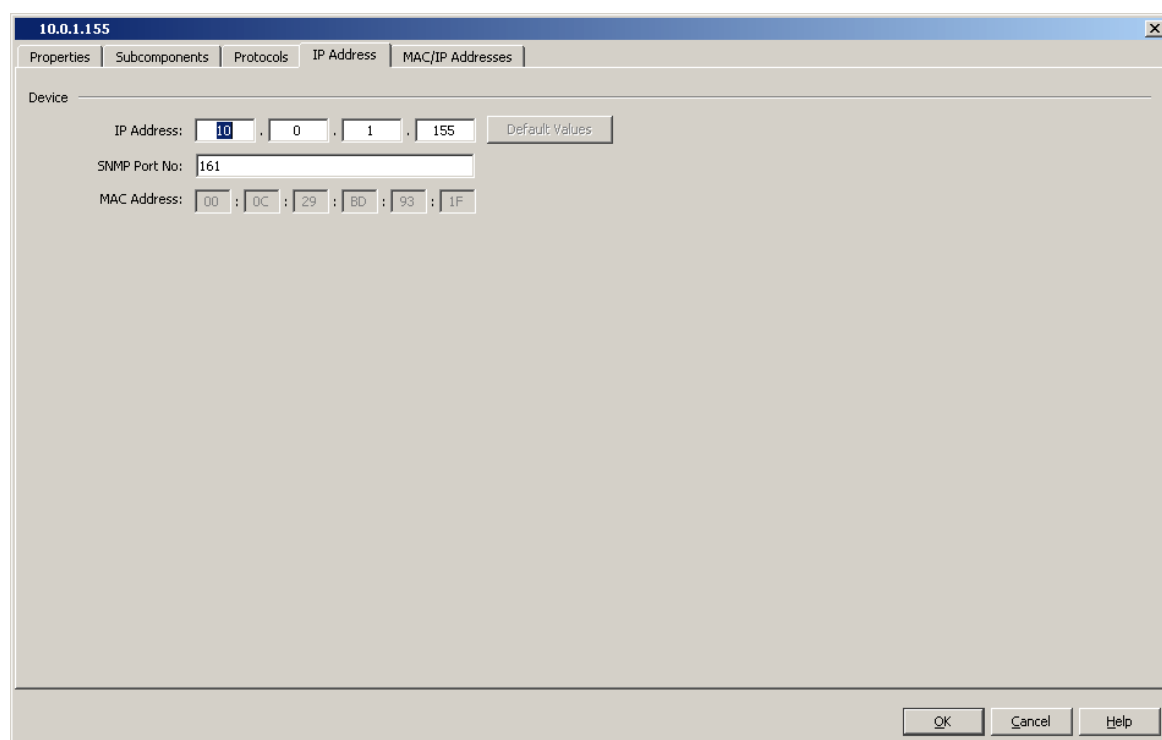 10.0.1.155
Properties Subcomponents Protocols IP Address MAC/IP Addresses
Device
IP Address: 10 . 0 . 1 . 155 Default Values
SNMP Port No: 161
MAC Address: 00 : 0C : 29 : BD : 93 : 1F
OK Cancel Help